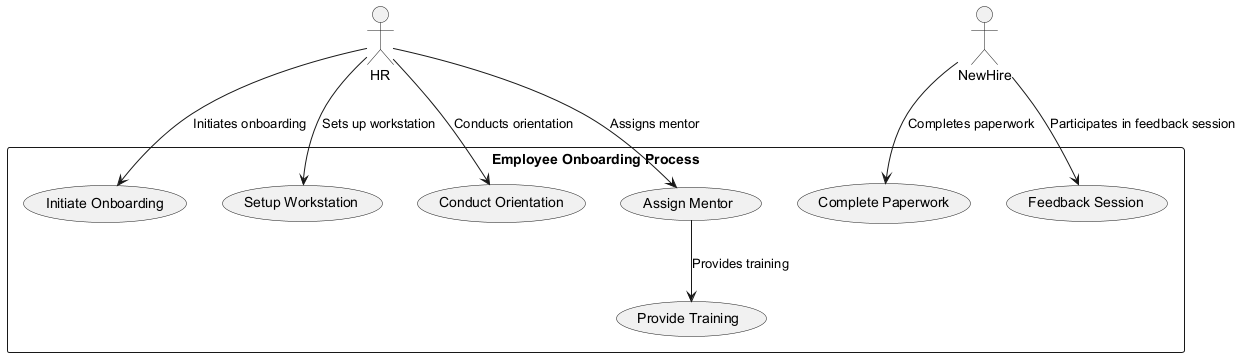 HR
NewHire
Initiates onboarding
Sets up workstation
Conducts orientation
Assigns mentor
Completes paperwork
Participates in feedback session
Employee Onboarding Process
Initiate Onboarding
Setup Workstation
Conduct Orientation
Assign Mentor
Complete Paperwork
Feedback Session
Provides training
Provide Training